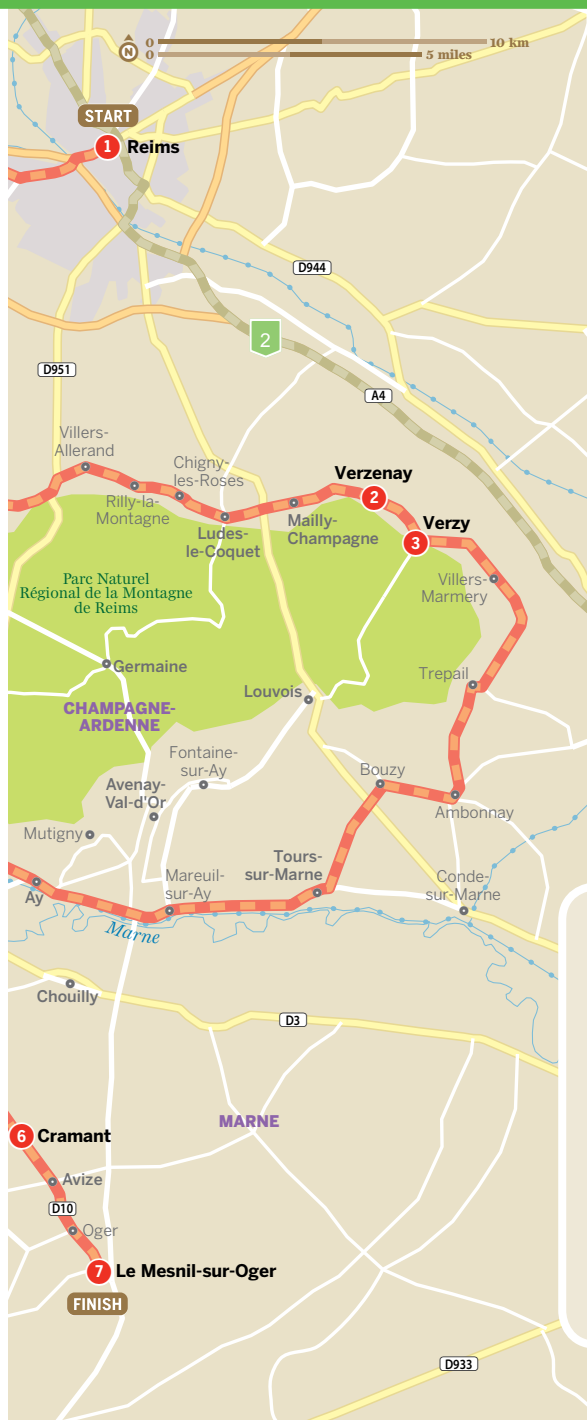 0 10 km
N 0 5 miles
START
1 Reims
D944
2
D951
A4
Villers-
Allerand
Chigny-
les-Roses
Verzenay
2
Rilly-la-
Montagne
Ludes-
le-Coquet
Mailly-
Champagne
Verzy
3
Parc Naturel
Régional de la Montagne
de Reims
Villers-
Marmery
Germaine
Trepail
Louvois
CHAMPAGNE-
ARDENNE
Fontaine-
sur-Ay
Bouzy
Avenay-
Val-d'Or
Ambonnay
Mutigny
Tours-
sur-Marne
Mareuil-
sur-Ay
Conde-
sur-Marne
Ay
Marne
Chouilly
D3
MARNE
6 Cramant
Avize
D10
Oger
7 Le Mesnil-sur-Oger
FINISH
D933